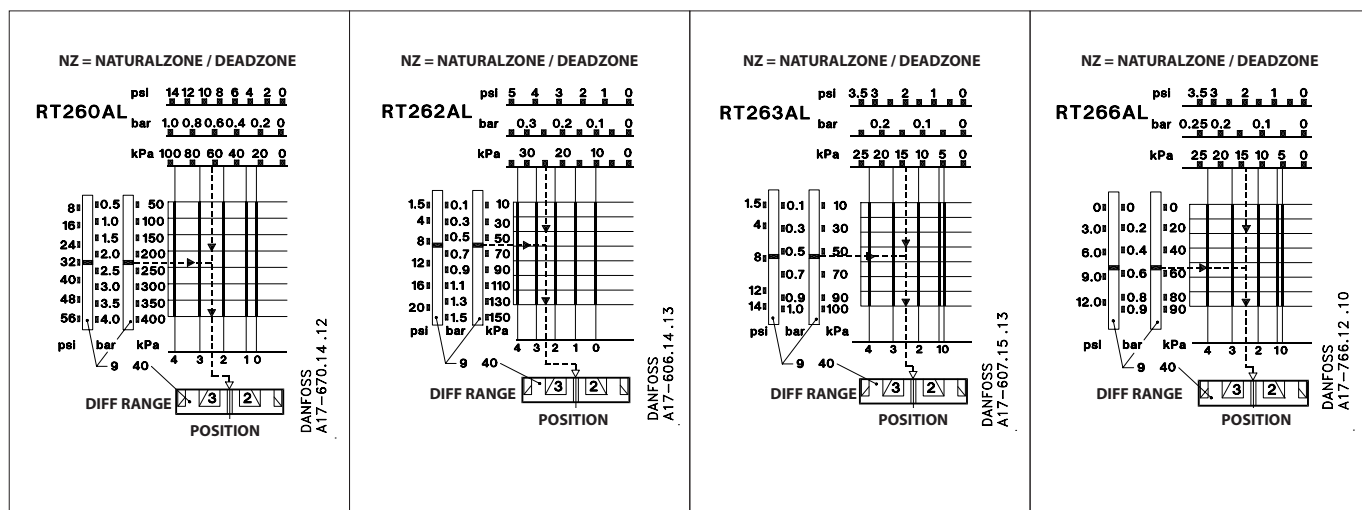 NZ = NATURALZONE / DEADZONE
RT260AL
psi 14 12 10 8 6 4 2 0
bar 1.0 0.8 0.6 0.4 0.2 0
kPa 100 80 60 40 20 0
8 0.5 50
16 1.0 100
24 1.5 150
32 2.0 200
2.5 250
40 3.0 300
48 3.5 350
56 4.0 400
psi bar kPa
4 3 2 1 0
9 40
DIFF RANGE 3 2
POSITION
DANFOSS
A17-670.14.12
NZ = NATURALZONE / DEADZONE
RT262AL
psi 5 4 3 2 1 0
bar 0.3 0.2 0.1 0
kPa 30 20 10 0
1.5 0.1 10
4 0.3 30
8 0.5 50
0.7 70
12 0.9 90
16 1.1 110
20 1.3 130
1.5 150
psi bar kPa
4 3 2 1 0
9 40
DIFF RANGE 3 2
POSITION
DANFOSS
A17-606.14.13
NZ = NATURALZONE / DEADZONE
RT263AL
psi 3.5 3 2 1 0
bar 0.2 0.1 0
kPa 25 20 15 10 5 0
1.5 0.1 10
4 0.3 30
8 0.5 50
0.7 70
12 0.9 90
14 1.0 100
psi bar kPa
4 3 2 1 0
9 40
DIFF RANGE 3 2
POSITION
DANFOSS
A17-607.15.13
NZ = NATURALZONE / DEADZONE
RT266AL
psi 3.5 3 2 1 0
bar 0.25 0.2 0.1 0
kPa 25 20 15 10 5 0
0 0 0
3.0 0.2 20
6.0 0.4 40
9.0 0.6 60
12.0 0.8 80
0.9 90
psi bar kPa
4 3 2 1 0
9 40
DIFF RANGE 3 2
POSITION
DANFOSS
A17-766.12.10